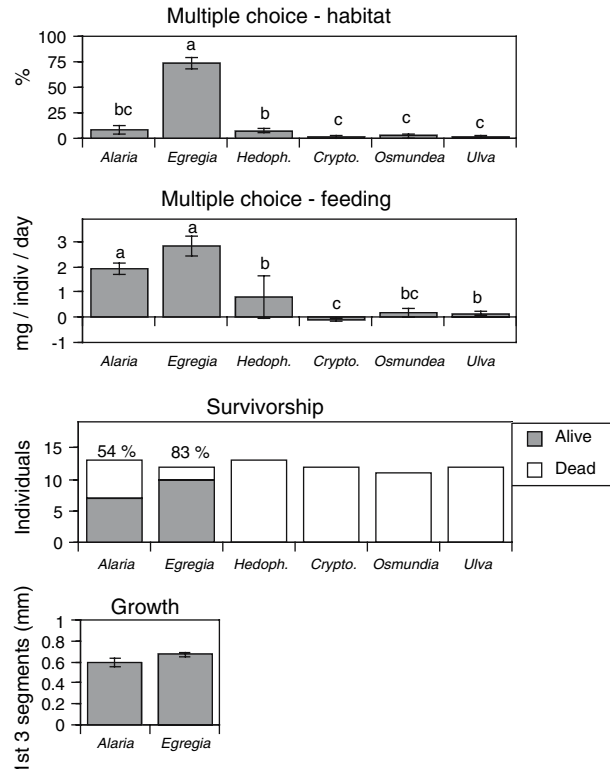 Multiple choice - habitat
%
100
75
50
25
0
bc
a
b
c
c
c
Alaria
Egregia
Hedoph.
Crypto.
Osmundea
Ulva
Multiple choice - feeding
mg / indiv / day
3
2
1
0
-1
a
a
b
c
bc
b
Alaria
Egregia
Hedoph.
Crypto.
Osmundea
Ulva
Survivorship
Individuals
15
10
5
0
54 %
83 %
Alive
Dead
Alaria
Egregia
Hedoph.
Crypto.
Osmundia
Ulva
Growth
1st 3 segments (mm)
1
0.8
0.6
0.4
0.2
0
Alaria
Egregia